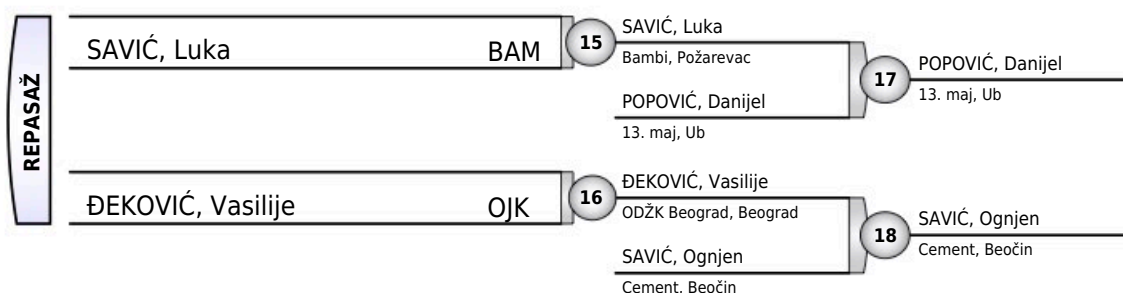 REPASAŽ
SAVIĆ, Luka BAM
15
SAVIĆ, Luka
Bambi, Požarevac
POPOVIĆ, Danijel
13. maj, Ub
17
POPOVIĆ, Danijel
13. maj, Ub
ĐEKOVIĆ, Vasilije OJK
16
ĐEKOVIĆ, Vasilije
ODŽK Beograd, Beograd
SAVIĆ, Ognjen
Cement, Beočin
18
SAVIĆ, Ognjen
Cement, Beočin